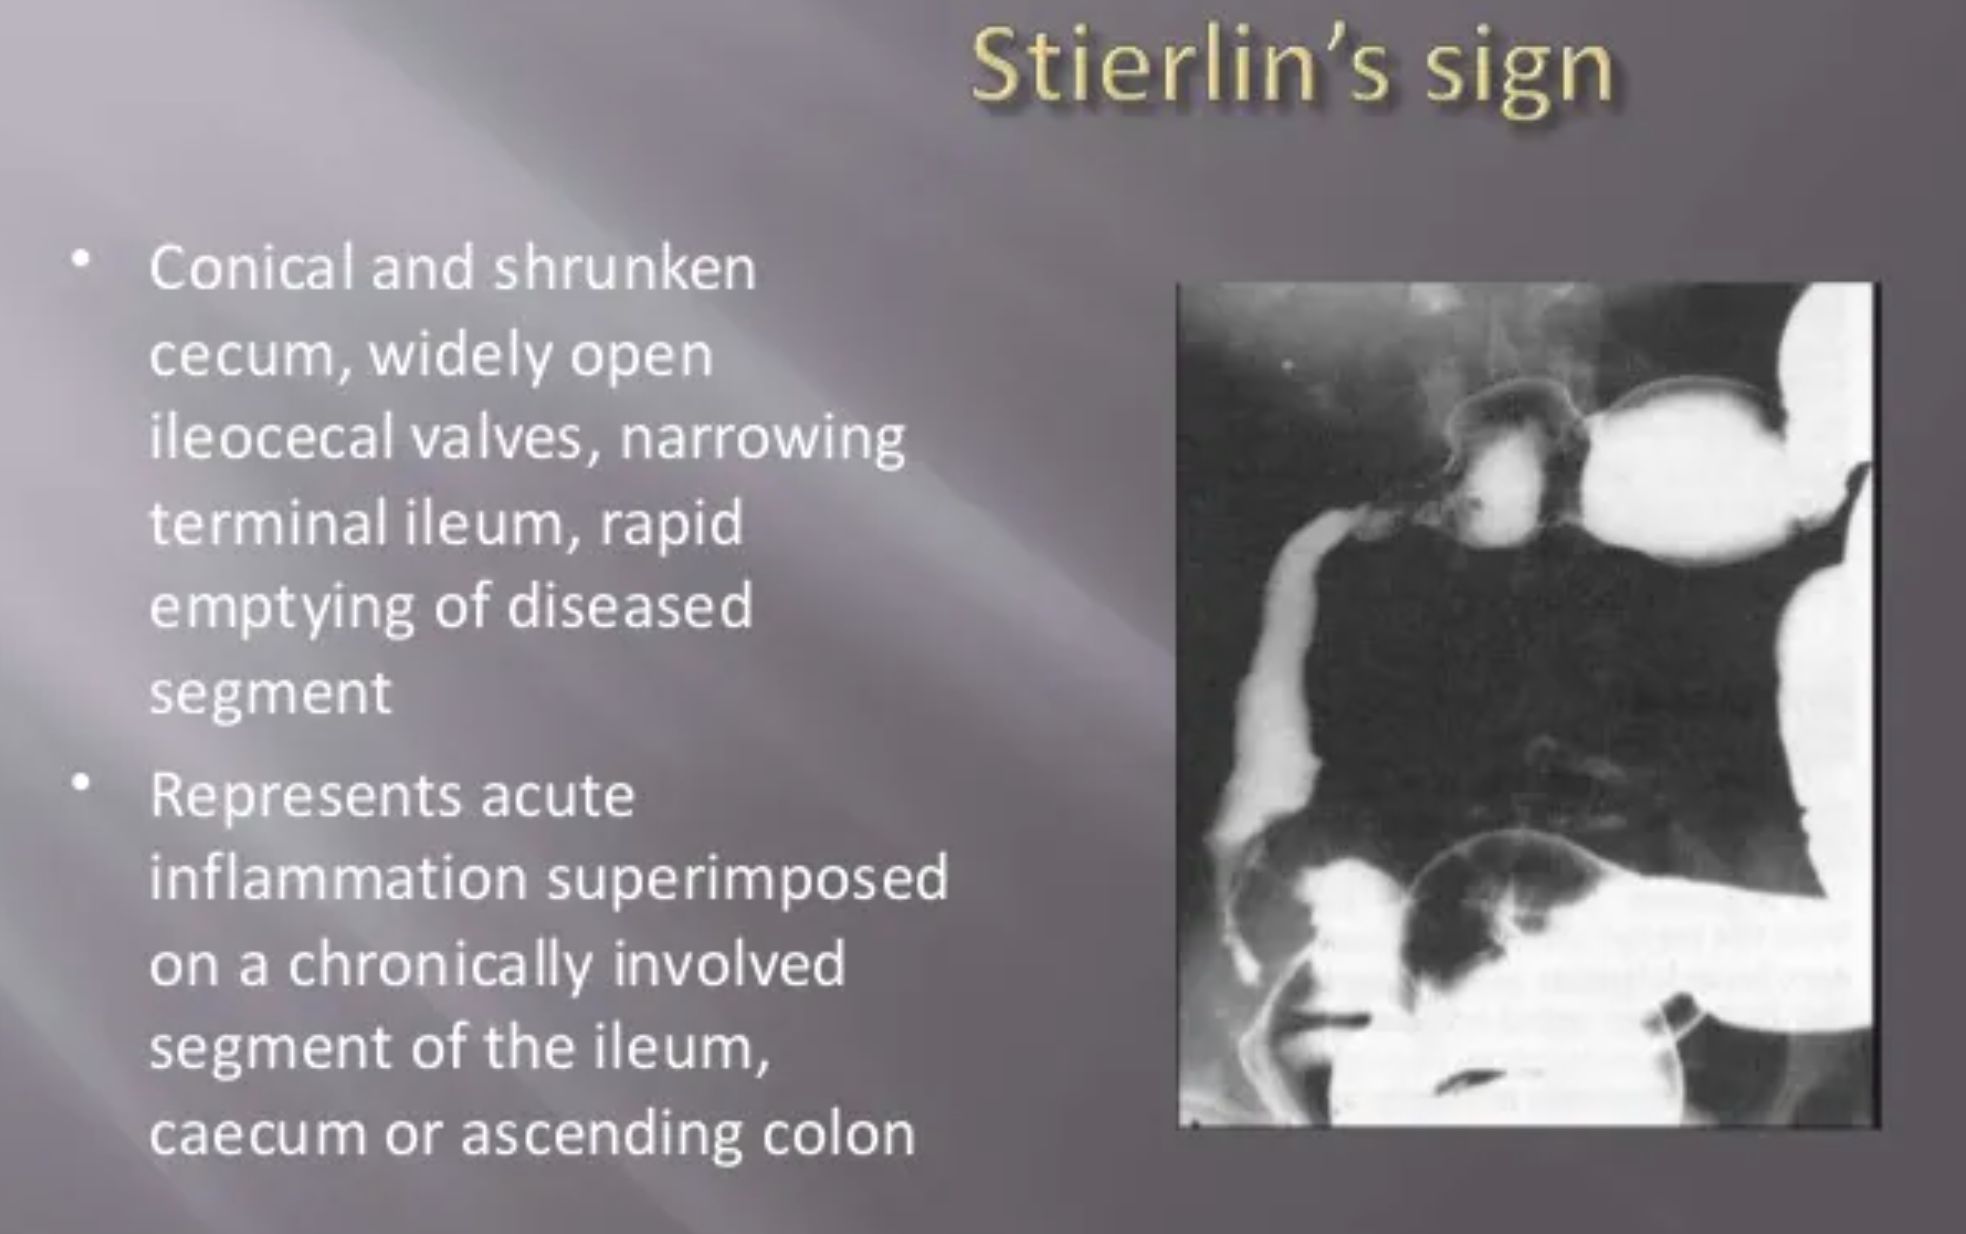 Stierlin's sign
• Conical and shrunken
cecum, widely open
ileocecal valves, narrowing
terminal ileum, rapid
emptying of diseased
segment
• Represents acute
inflammation superimposed
on a chronically involved
segment of the ileum,
caecum or ascending colon